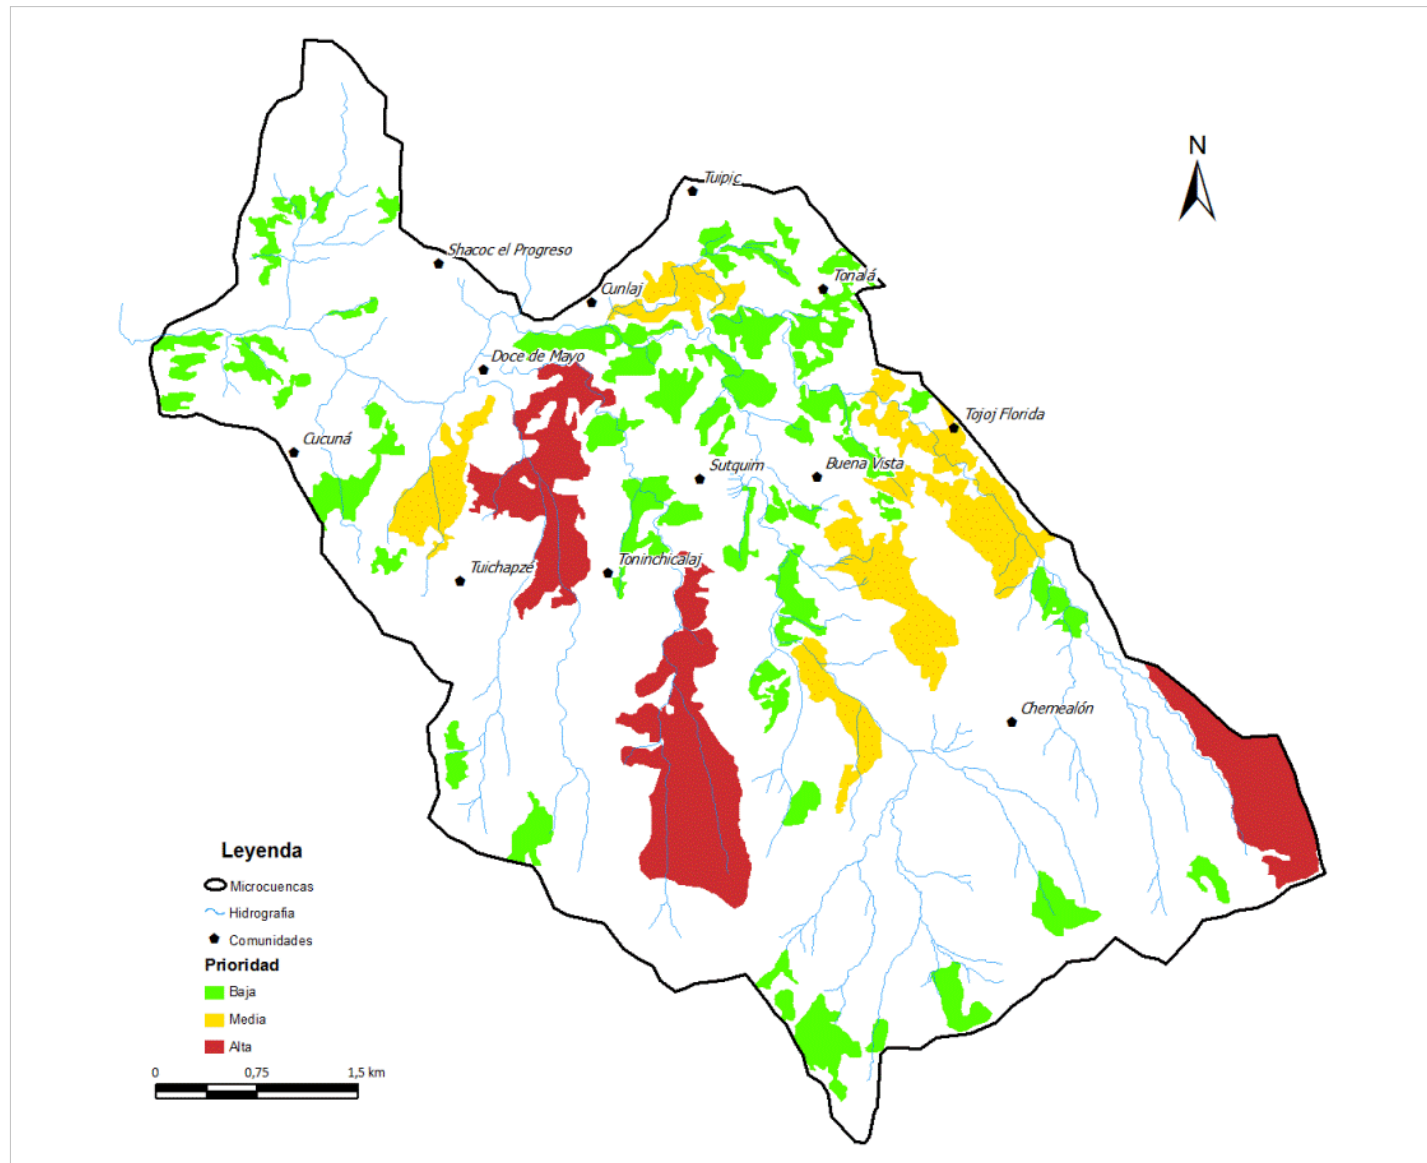 N
Tuipic
Shacoc el Progreso
Cunlaj
Tonalá
Doce de Mayo
Tojoj Florida
Cucuná
Sutquim
Buena Vista
Tuichapzé
Toninchicalaj
Chemealón
Leyenda
Microcuencas
Hidrografia
Comunidades
Prioridad
Baja
Media
Alta
0 0,75 1,5 km